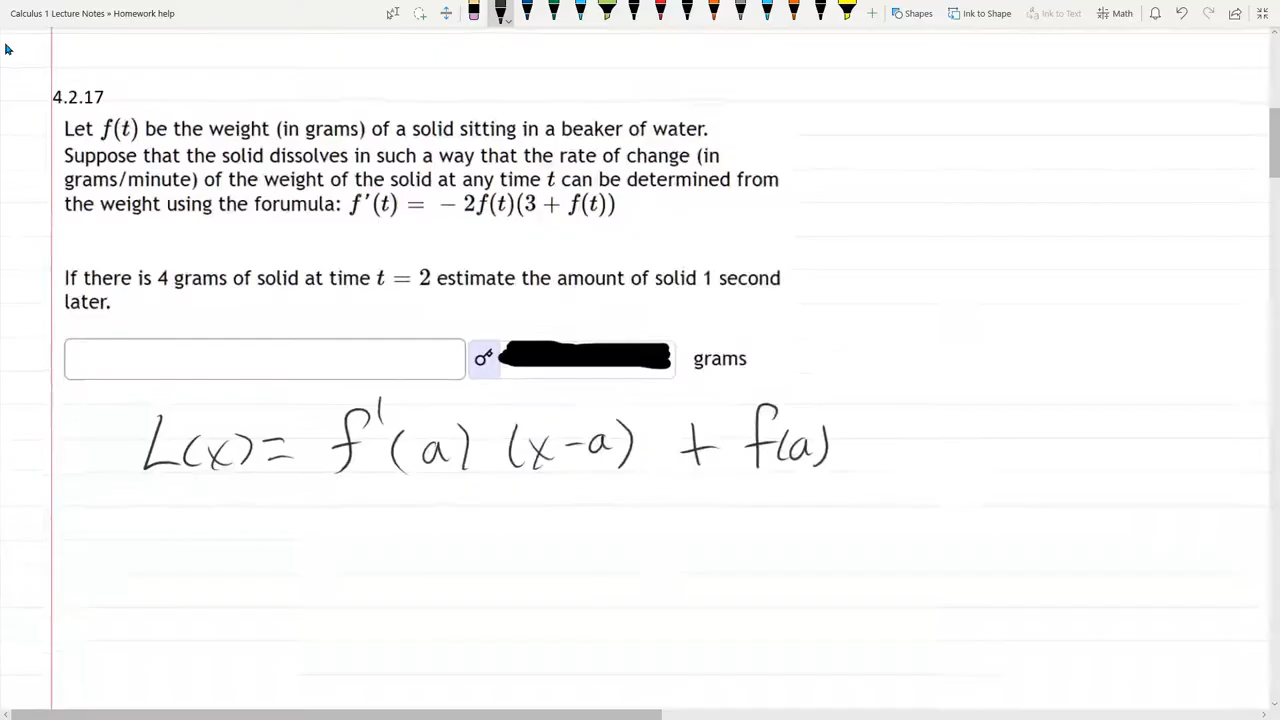 Calculus 1 Lecture Notes » Homework help
Shapes Ink to Shape Ink to Text Math
4.2.17
Let f(t) be the weight (in grams) of a solid sitting in a beaker of water.
Suppose that the solid dissolves in such a way that the rate of change (in
grams/minute) of the weight of the solid at any time t can be determined from
the weight using the forumula: f'(t) = − 2f(t)(3 + f(t))
If there is 4 grams of solid at time t = 2 estimate the amount of solid 1 second
later.
grams
L(x) = f'(a) (x-a) + f(a)